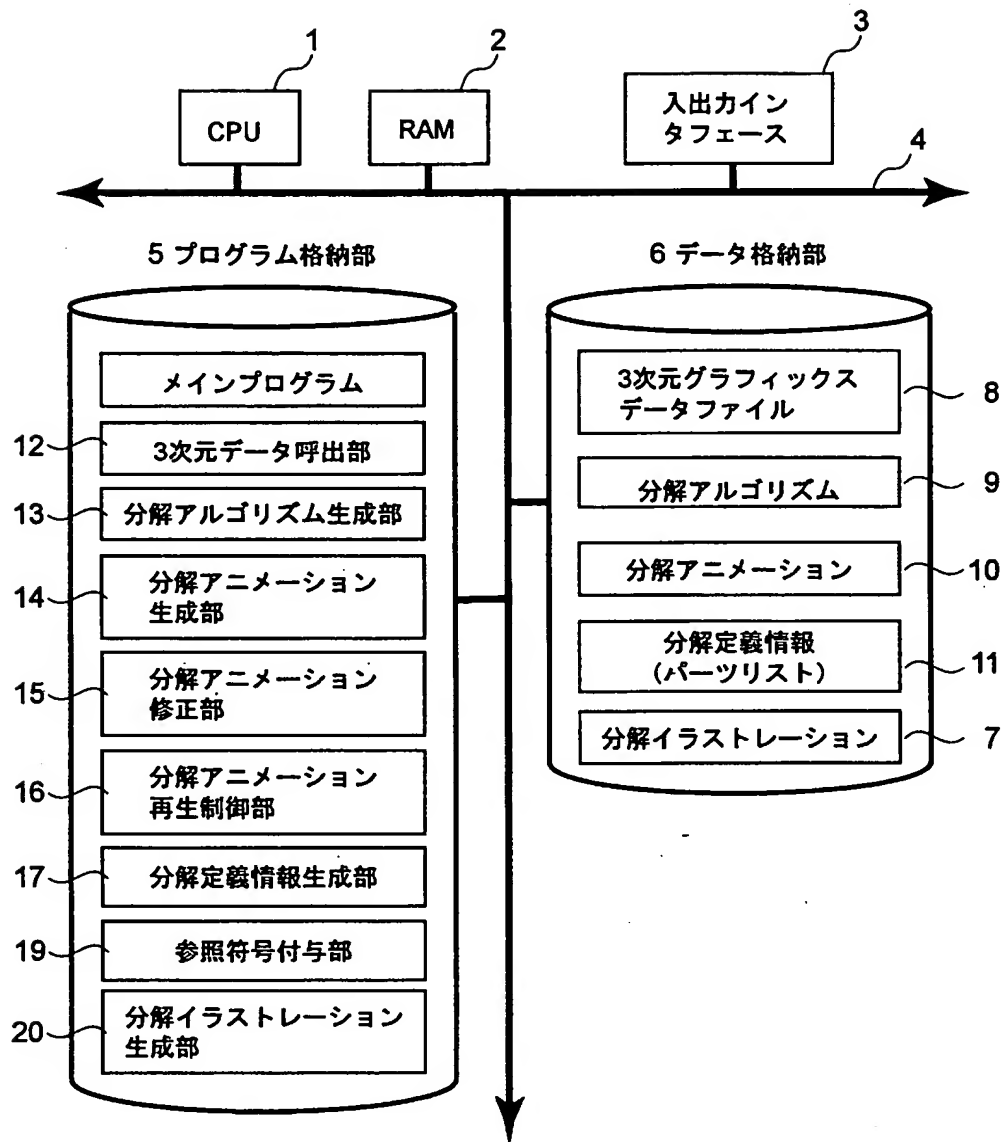 1
2
3
CPU
RAM
入出力イン
タフェース
4
5 プログラム格納部
6 データ格納部
メインプログラム
12
3次元データ呼出部
13
分解アルゴリズム生成部
14
分解アニメーション
生成部
15
分解アニメーション
修正部
16
分解アニメーション
再生制御部
17
分解定義情報生成部
19
参照符号付与部
20
分解イラストレーション
生成部
3次元グラフィックス
データファイル
8
分解アルゴリズム
9
分解アニメーション
10
分解定義情報
(パーツリスト)
11
分解イラストレーション
7